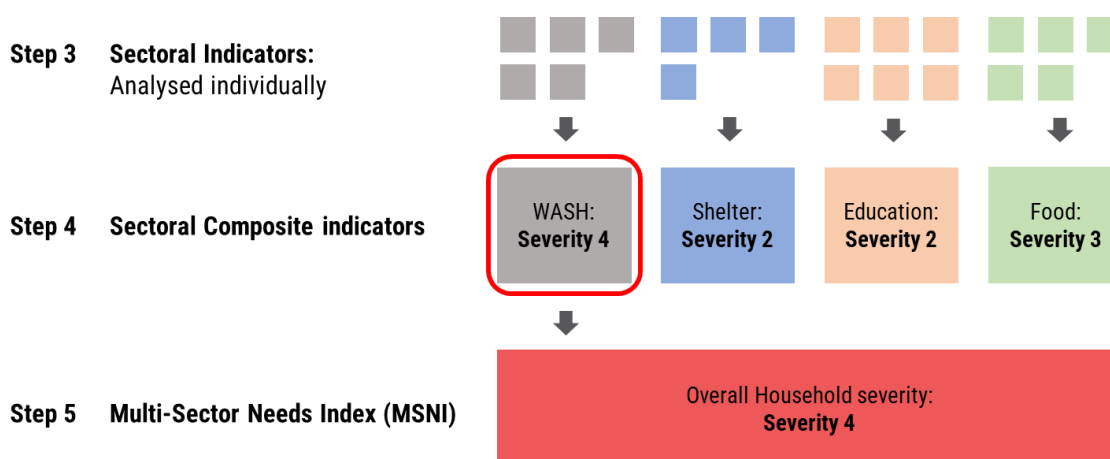 Step 3 Sectoral Indicators:
Analysed individually
Step 4 Sectoral Composite indicators
WASH:
Severity 4
Shelter:
Severity 2
Education:
Severity 2
Food:
Severity 3
Step 5 Multi-Sector Needs Index (MSNI)
Overall Household severity:
Severity 4